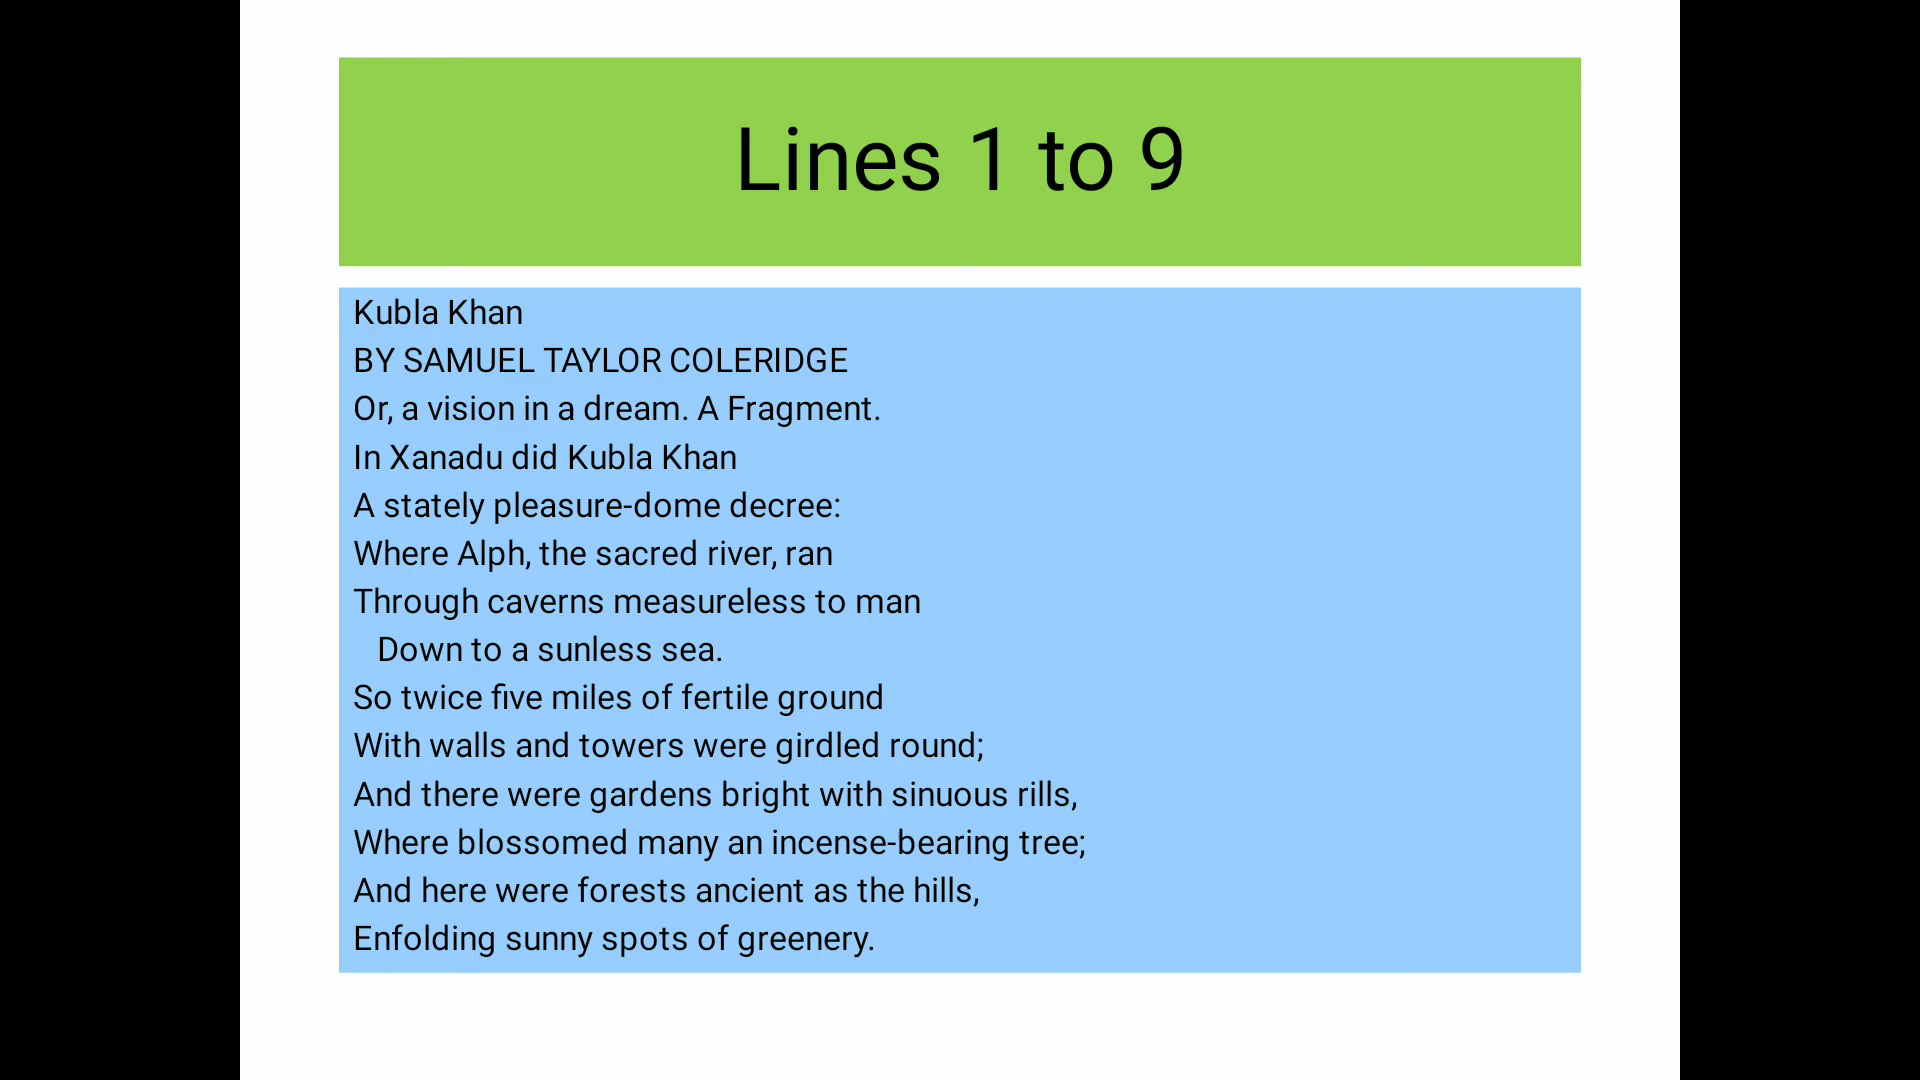 Lines 1 to 9
Kubla Khan
BY SAMUEL TAYLOR COLERIDGE
Or, a vision in a dream. A Fragment.
In Xanadu did Kubla Khan
A stately pleasure-dome decree:
Where Alph, the sacred river, ran
Through caverns measureless to man
Down to a sunless sea.
So twice five miles of fertile ground
With walls and towers were girdled round;
And there were gardens bright with sinuous rills,
Where blossomed many an incense-bearing tree;
And here were forests ancient as the hills,
Enfolding sunny spots of greenery.